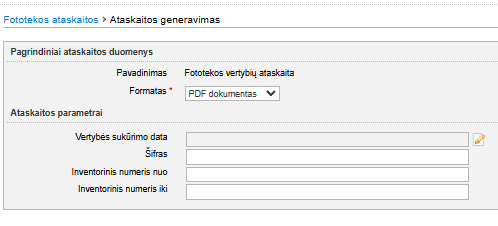 Fototekos ataskaitos > Ataskaitos generavimas
Pagrindiniai ataskaitos duomenys
Pavadinimas Fototekos vertybių ataskaita
Formatas * PDF dokumentas
Ataskaitos parametrai
Vertybės sukūrimo data
Šifras
Inventorinis numeris nuo
Inventorinis numeris iki